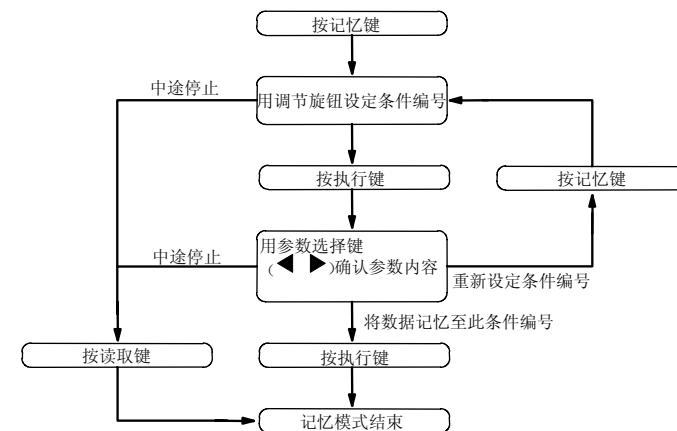 按记忆键
中途停止
用调节旋钮设定条件编号
按执行键
按记忆键
用参数选择键
(◀ ▶)确认参数内容
中途停止
重新设定条件编号
将数据记忆至此条件编号
按读取键
按执行键
记忆模式结束